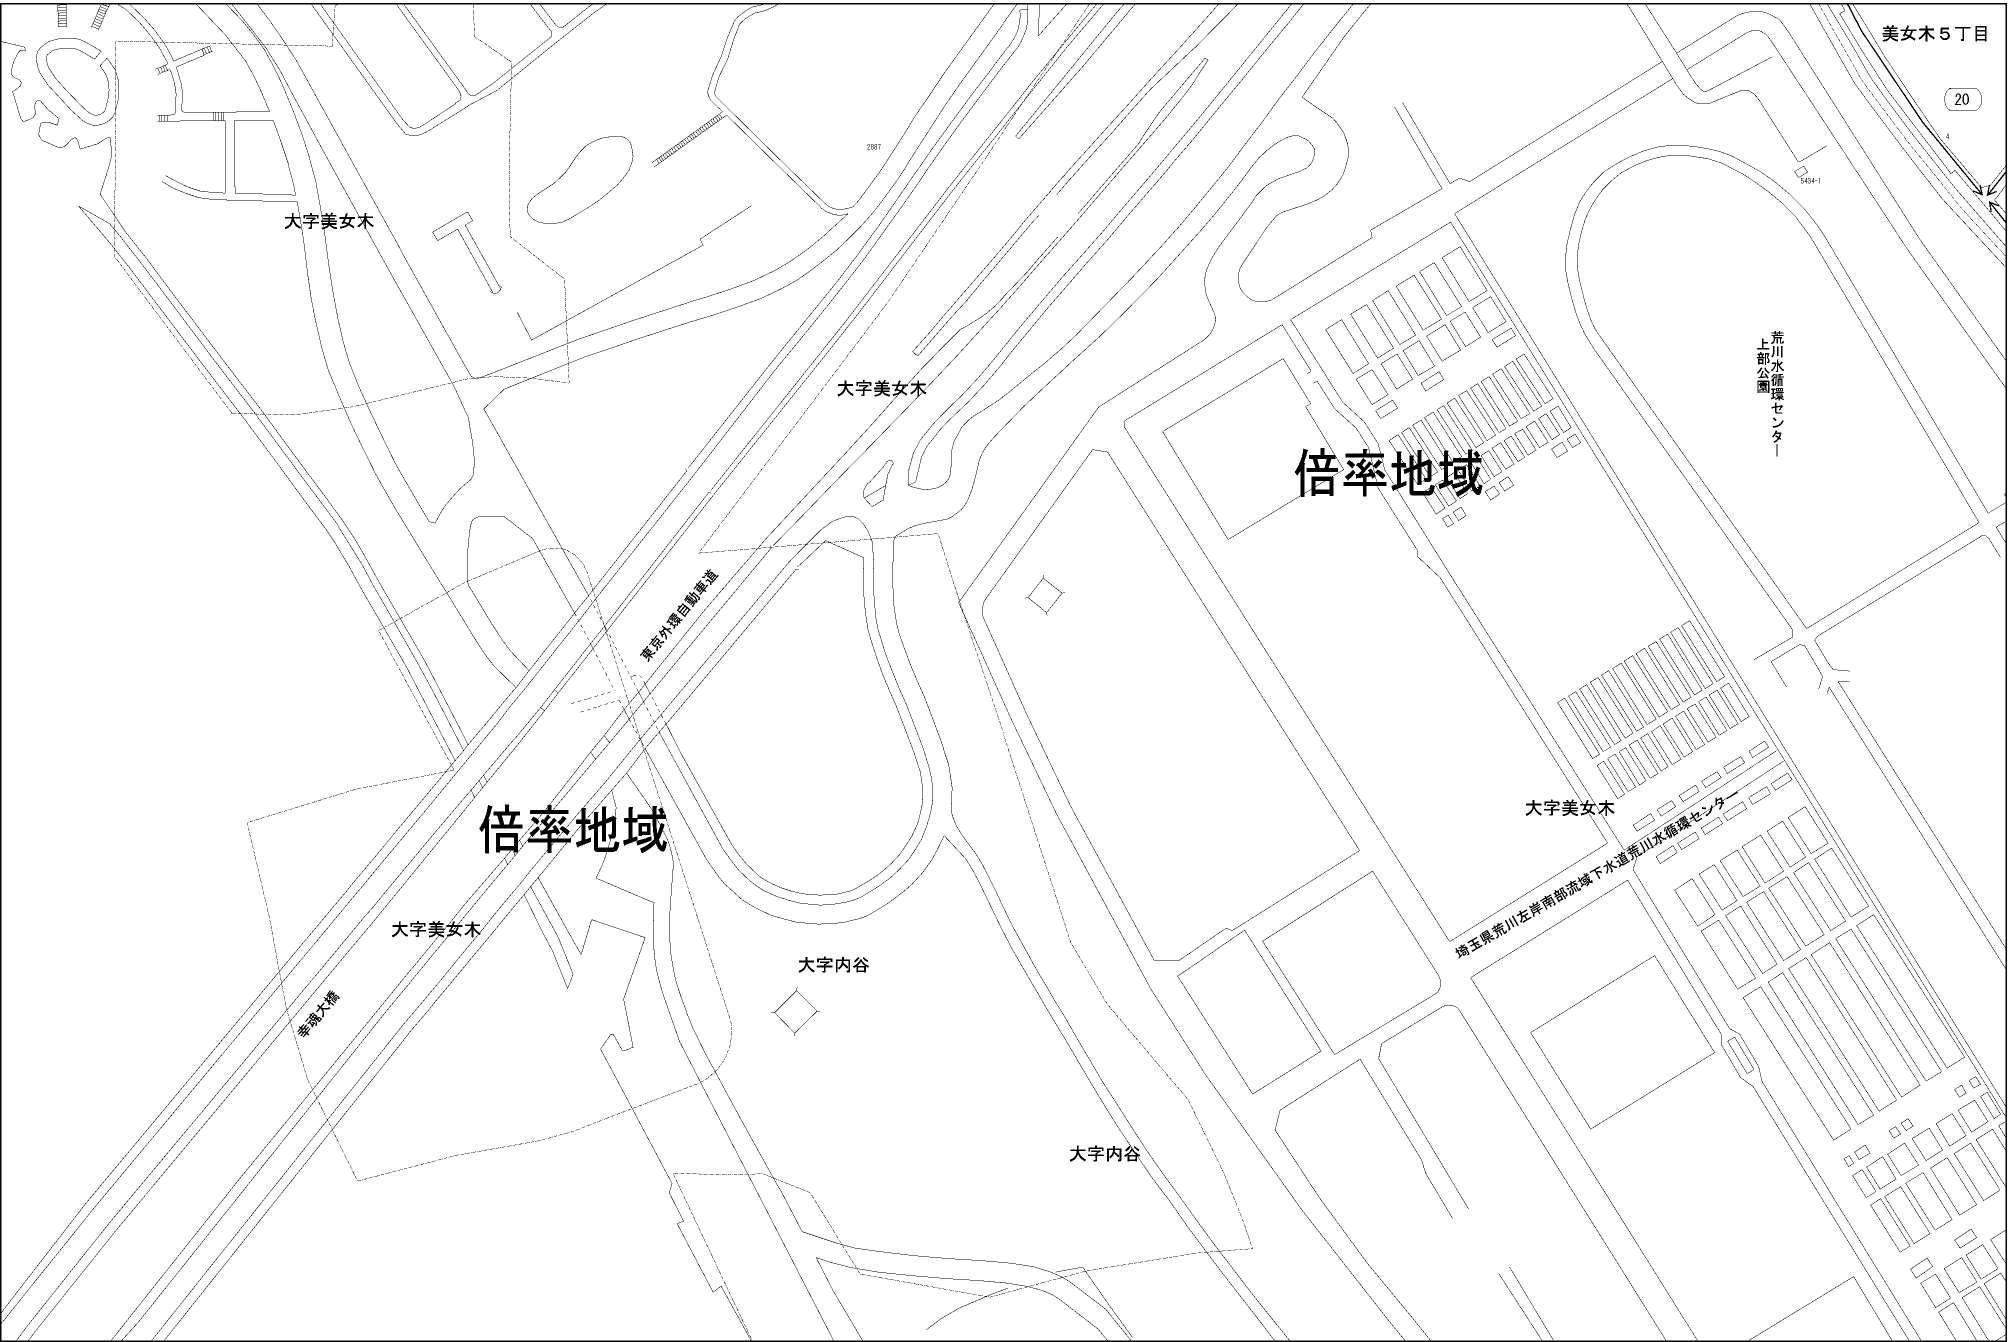 美女木5丁目
20
4
2887
5434-1
大字美女木
荒川水循環センター
上部公園
大字美女木
倍率地域
東京外環自動車道
大字美女木
埼玉県荒川左岸南部流域下水道荒川水循環センター
倍率地域
大字美女木
大字内谷
幸魂大橋
大字内谷